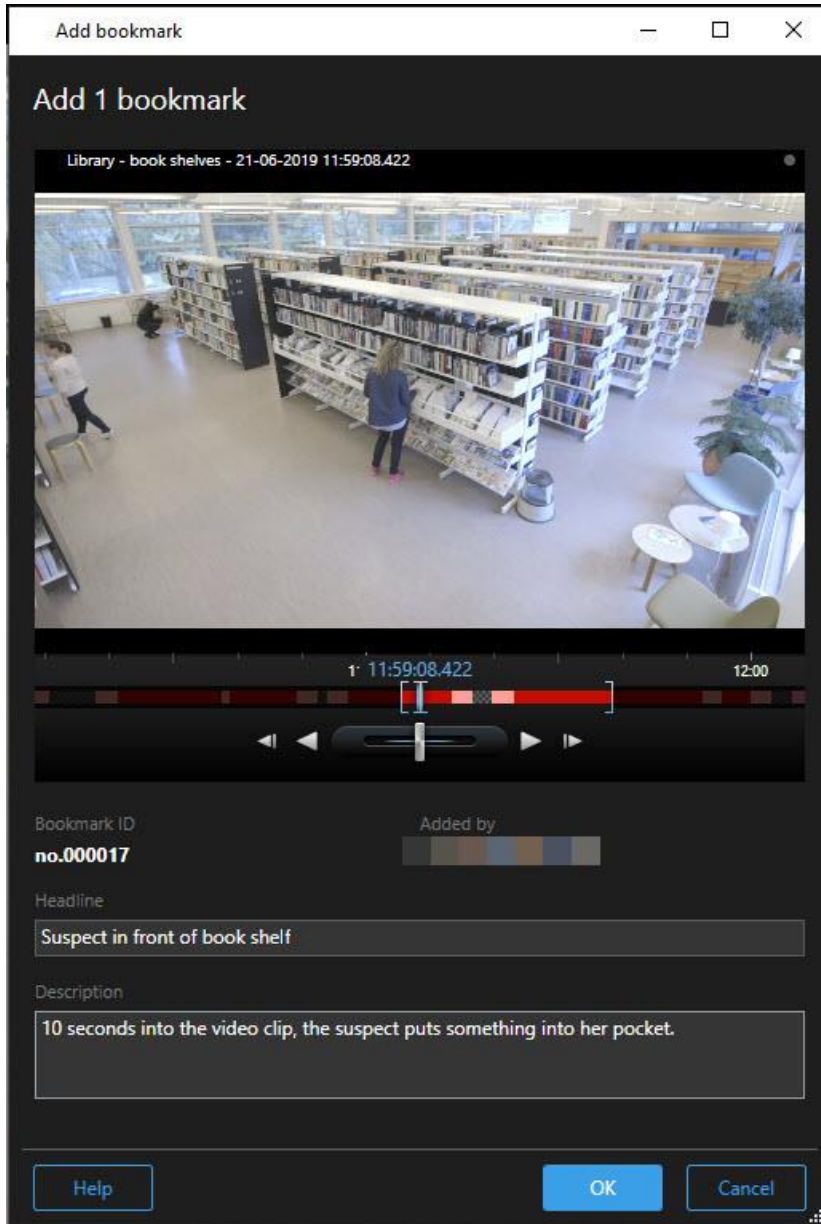 Add bookmark
Add 1 bookmark
Library - book shelves - 21-06-2019 11:59:08.422
11:59:08.422
12:00
Bookmark ID
Added by
no.000017
Headline
Suspect in front of book shelf
Description
10 seconds into the video clip, the suspect puts something into her pocket.
Help
OK
Cancel